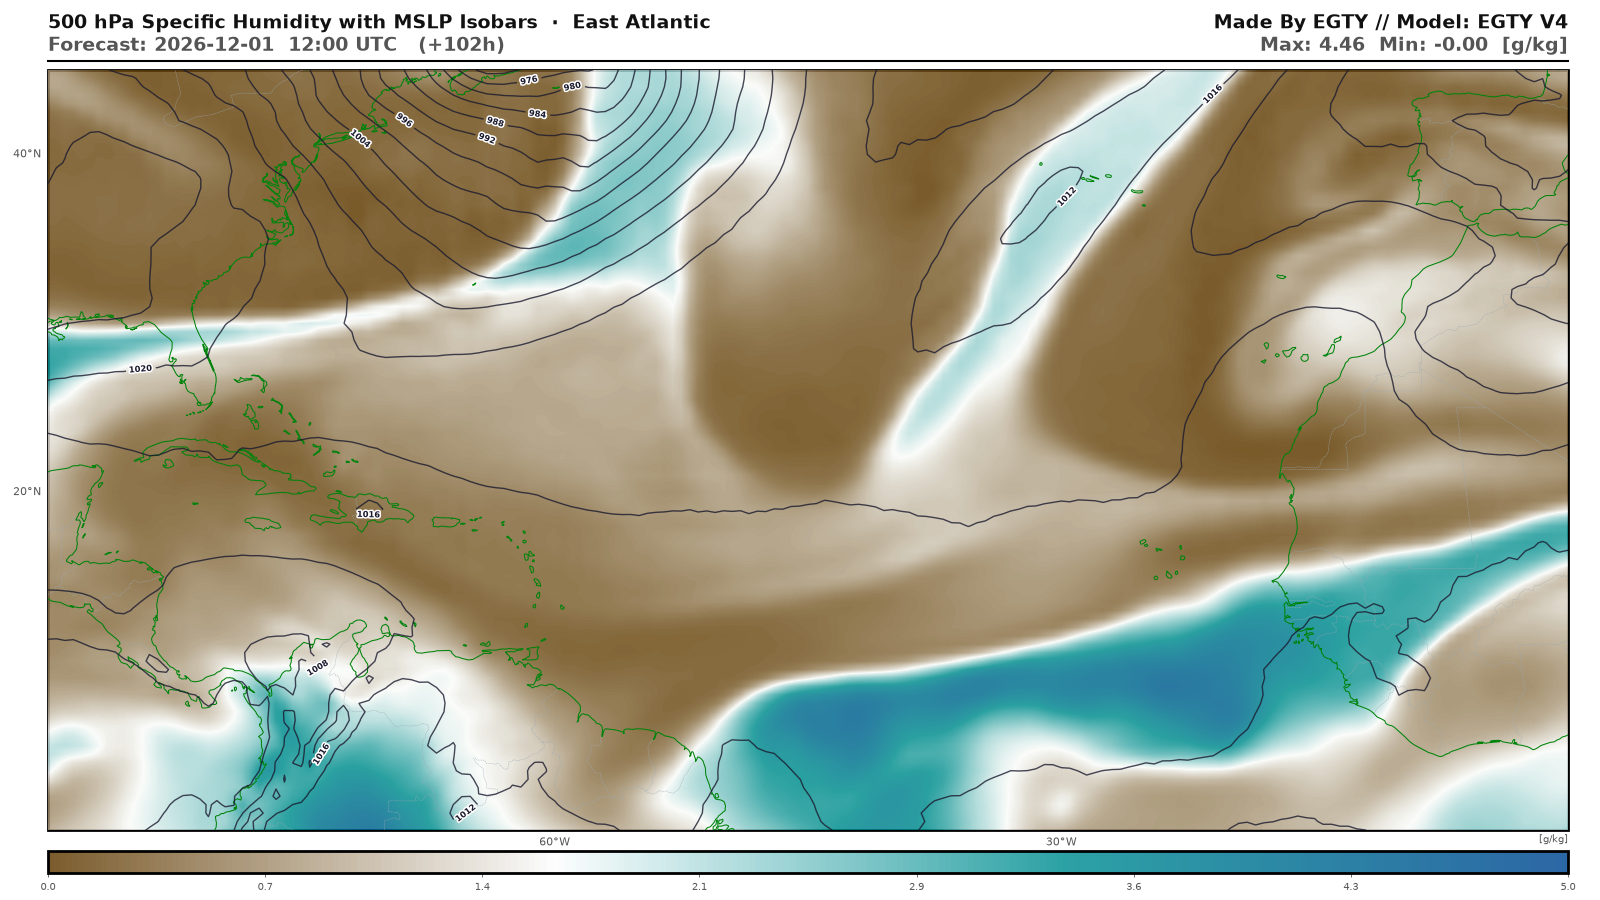 500 hPa Specific Humidity with MSLP Isobars · East Atlantic
Made By EGTY // Model: EGTY V4
Forecast: 2026-12-01 12:00 UTC (+102h)
Max: 4.46 Min: -0.00 [g/kg]
976
980
984
988
992
996
1004
1016
1012
40°N
1020
20°N
1016
1008
1016
1012
60°W
30°W
[g/kg]
0.0
0.7
1.4
2.1
2.9
3.6
4.3
5.0